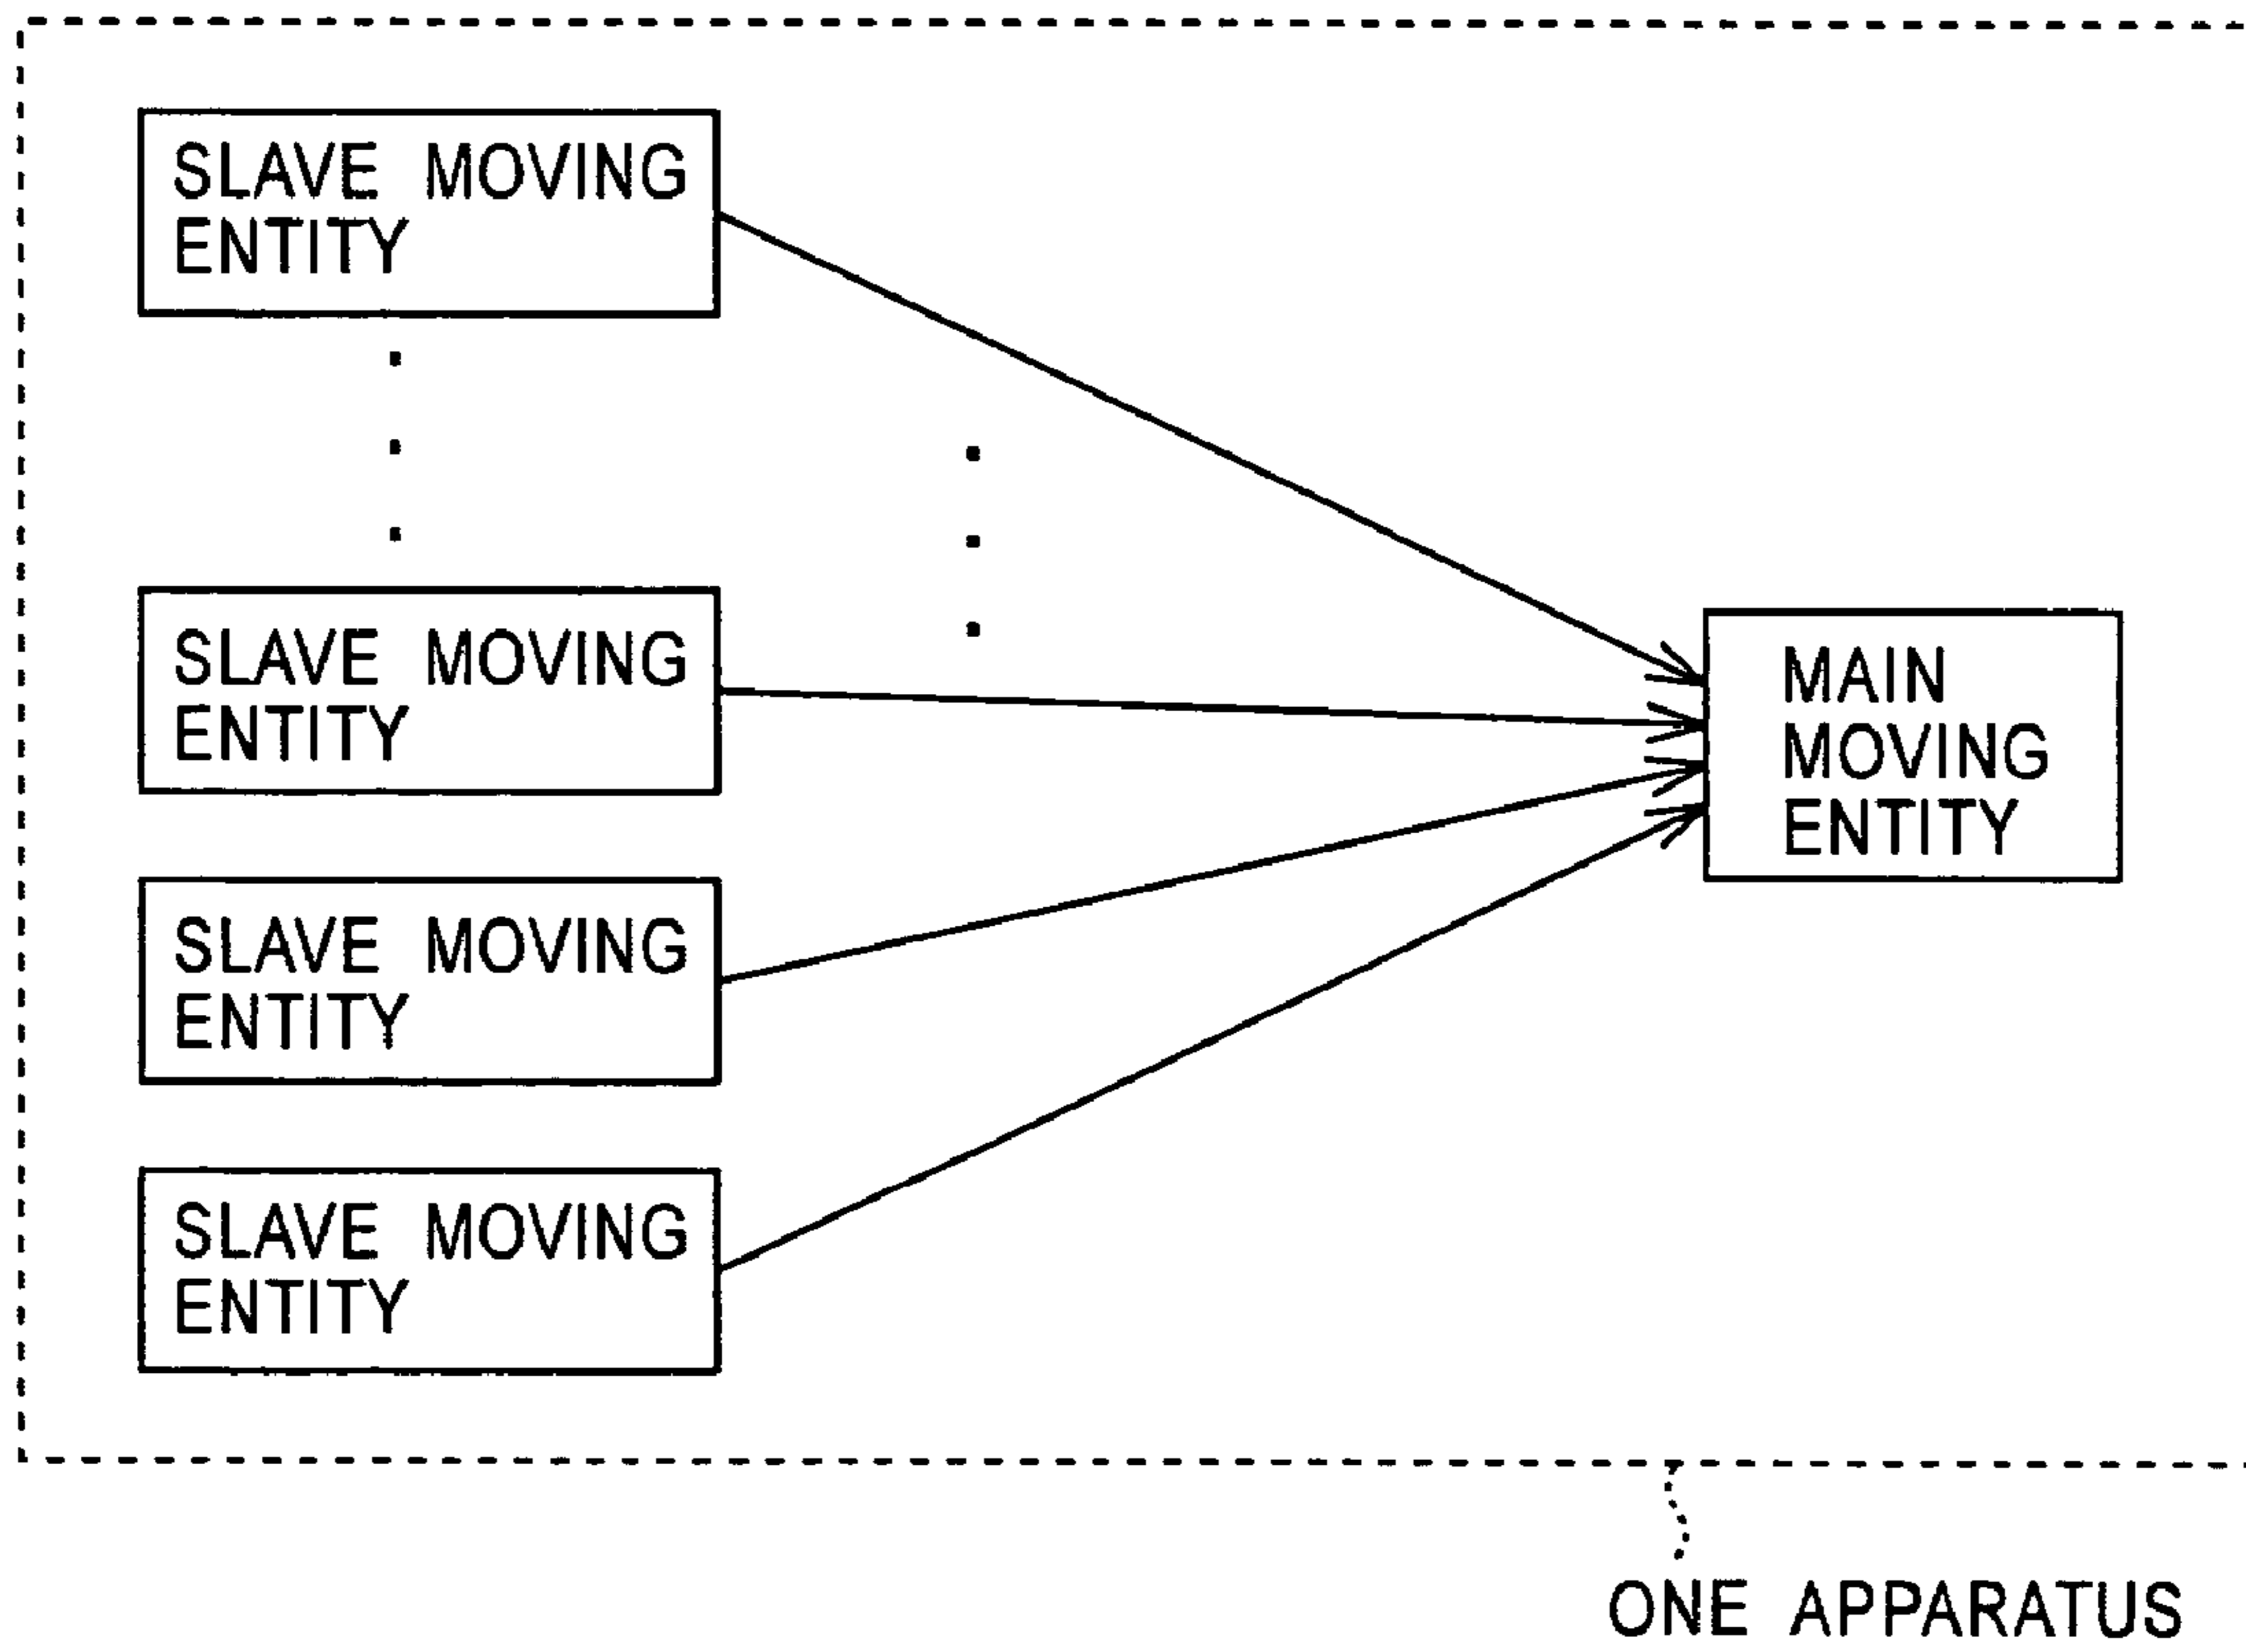 SLAVE MOVING
ENTITY
SLAVE MOVING
ENTITY
MAIN
MOVING
ENTITY
SLAVE MOVING
ENTITY
SLAVE MOVING
ENTITY
ONE APPARATUS